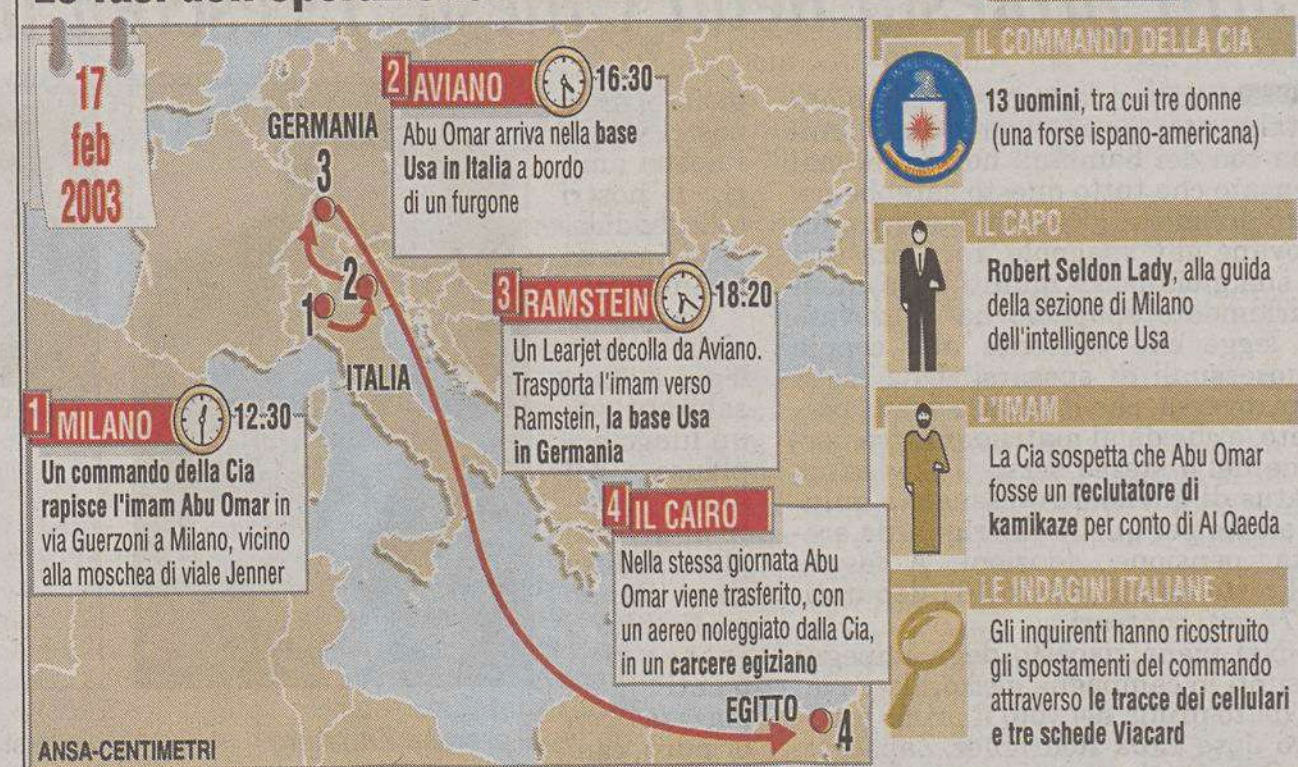 17
feb
2003
GERMANIA
3
2
1
ITALIA
EGITTO
4
1 MILANO 12.30
Un commando della Cia
rapisce l'imam Abu Omar in
via Guerzoni a Milano, vicino
alla moschea di viale Jenner
2 AVIANO 16.30
Abu Omar arriva nella base
Usa in Italia a bordo
di un furgone
3 RAMSTEIN 18.20
Un Learjet decolla da Aviano.
Trasporta l'imam verso
Ramstein, la base Usa
in Germania
4 IL CAIRO
Nella stessa giornata Abu
Omar viene trasferito, con
un aereo noleggiato dalla Cia,
in un carcere egiziano
ANSA-CENTIMETRI
IL COMMANDO DELLA CIA
13 uomini, tra cui tre donne
(una forse ispano-americana)
IL CAPO
Robert Seldon Lady, alla guida
della sezione di Milano
dell'intelligence Usa
L'IMAM
La Cia sospetta che Abu Omar
fosse un reclutatore di
kamikaze per conto di Al Qaeda
LE INDAGINI ITALIANE
Gli inquirenti hanno ricostruito
gli spostamenti del commando
attraverso le tracce dei cellulari
e tre schede Viacard